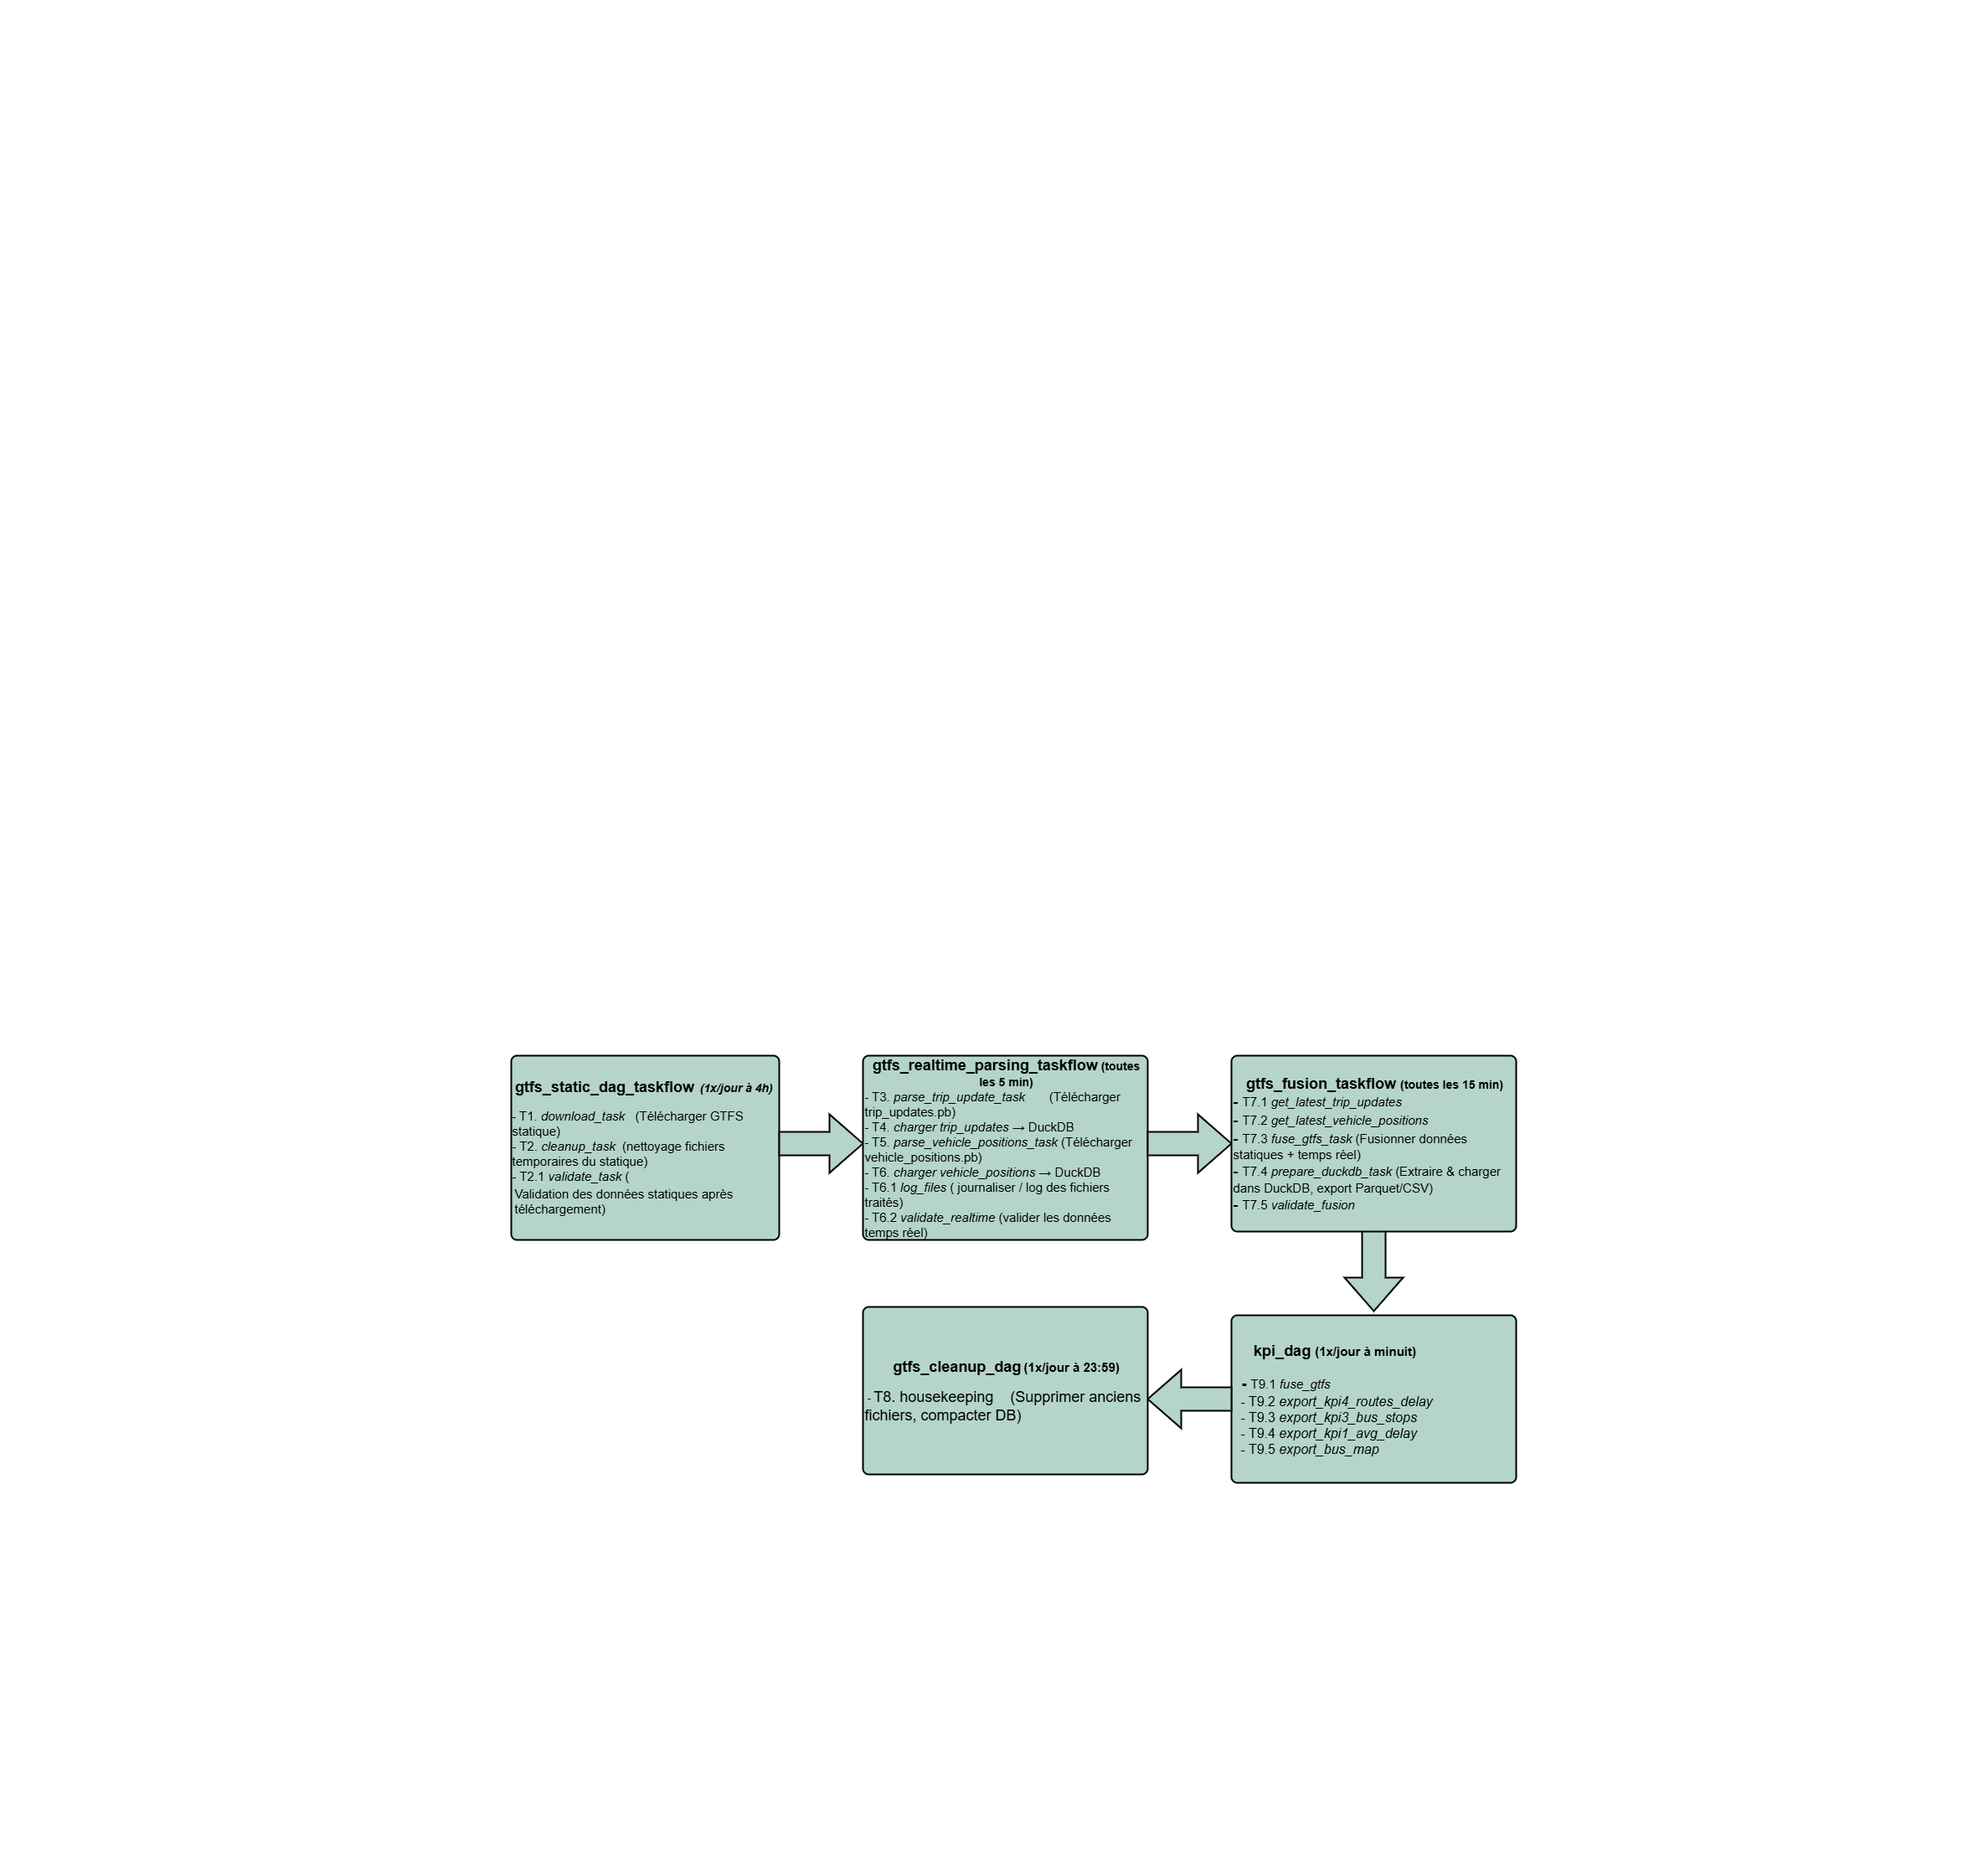 gtfs_static_dag_taskflow (1x/jour à 4h)
- T1. download_task (Télécharger GTFS
statique)
- T2. cleanup_task (nettoyage fichiers
temporaires du statique)
- T2.1 validate_task (
Validation des données statiques après
téléchargement)
gtfs_realtime_parsing_taskflow (toutes
les 5 min)
- T3. parse_trip_update_task (Télécharger
trip_updates.pb)
- T4. charger trip_updates → DuckDB
- T5. parse_vehicle_positions_task (Télécharger
vehicle_positions.pb)
- T6. charger vehicle_positions → DuckDB
- T6.1 log_files ( journaliser / log des fichiers
traités)
- T6.2 validate_realtime (valider les données
temps réel)
gtfs_fusion_taskflow (toutes les 15 min)
- T7.1 get_latest_trip_updates
- T7.2 get_latest_vehicle_positions
- T7.3 fuse_gtfs_task (Fusionner données
statiques + temps réel)
- T7.4 prepare_duckdb_task (Extraire & charger
dans DuckDB, export Parquet/CSV)
- T7.5 validate_fusion
kpi_dag (1x/jour à minuit)
- T9.1 fuse_gtfs
- T9.2 export_kpi4_routes_delay
- T9.3 export_kpi3_bus_stops
- T9.4 export_kpi1_avg_delay
- T9.5 export_bus_map
gtfs_cleanup_dag (1x/jour à 23:59)
- T8. housekeeping (Supprimer anciens
fichiers, compacter DB)